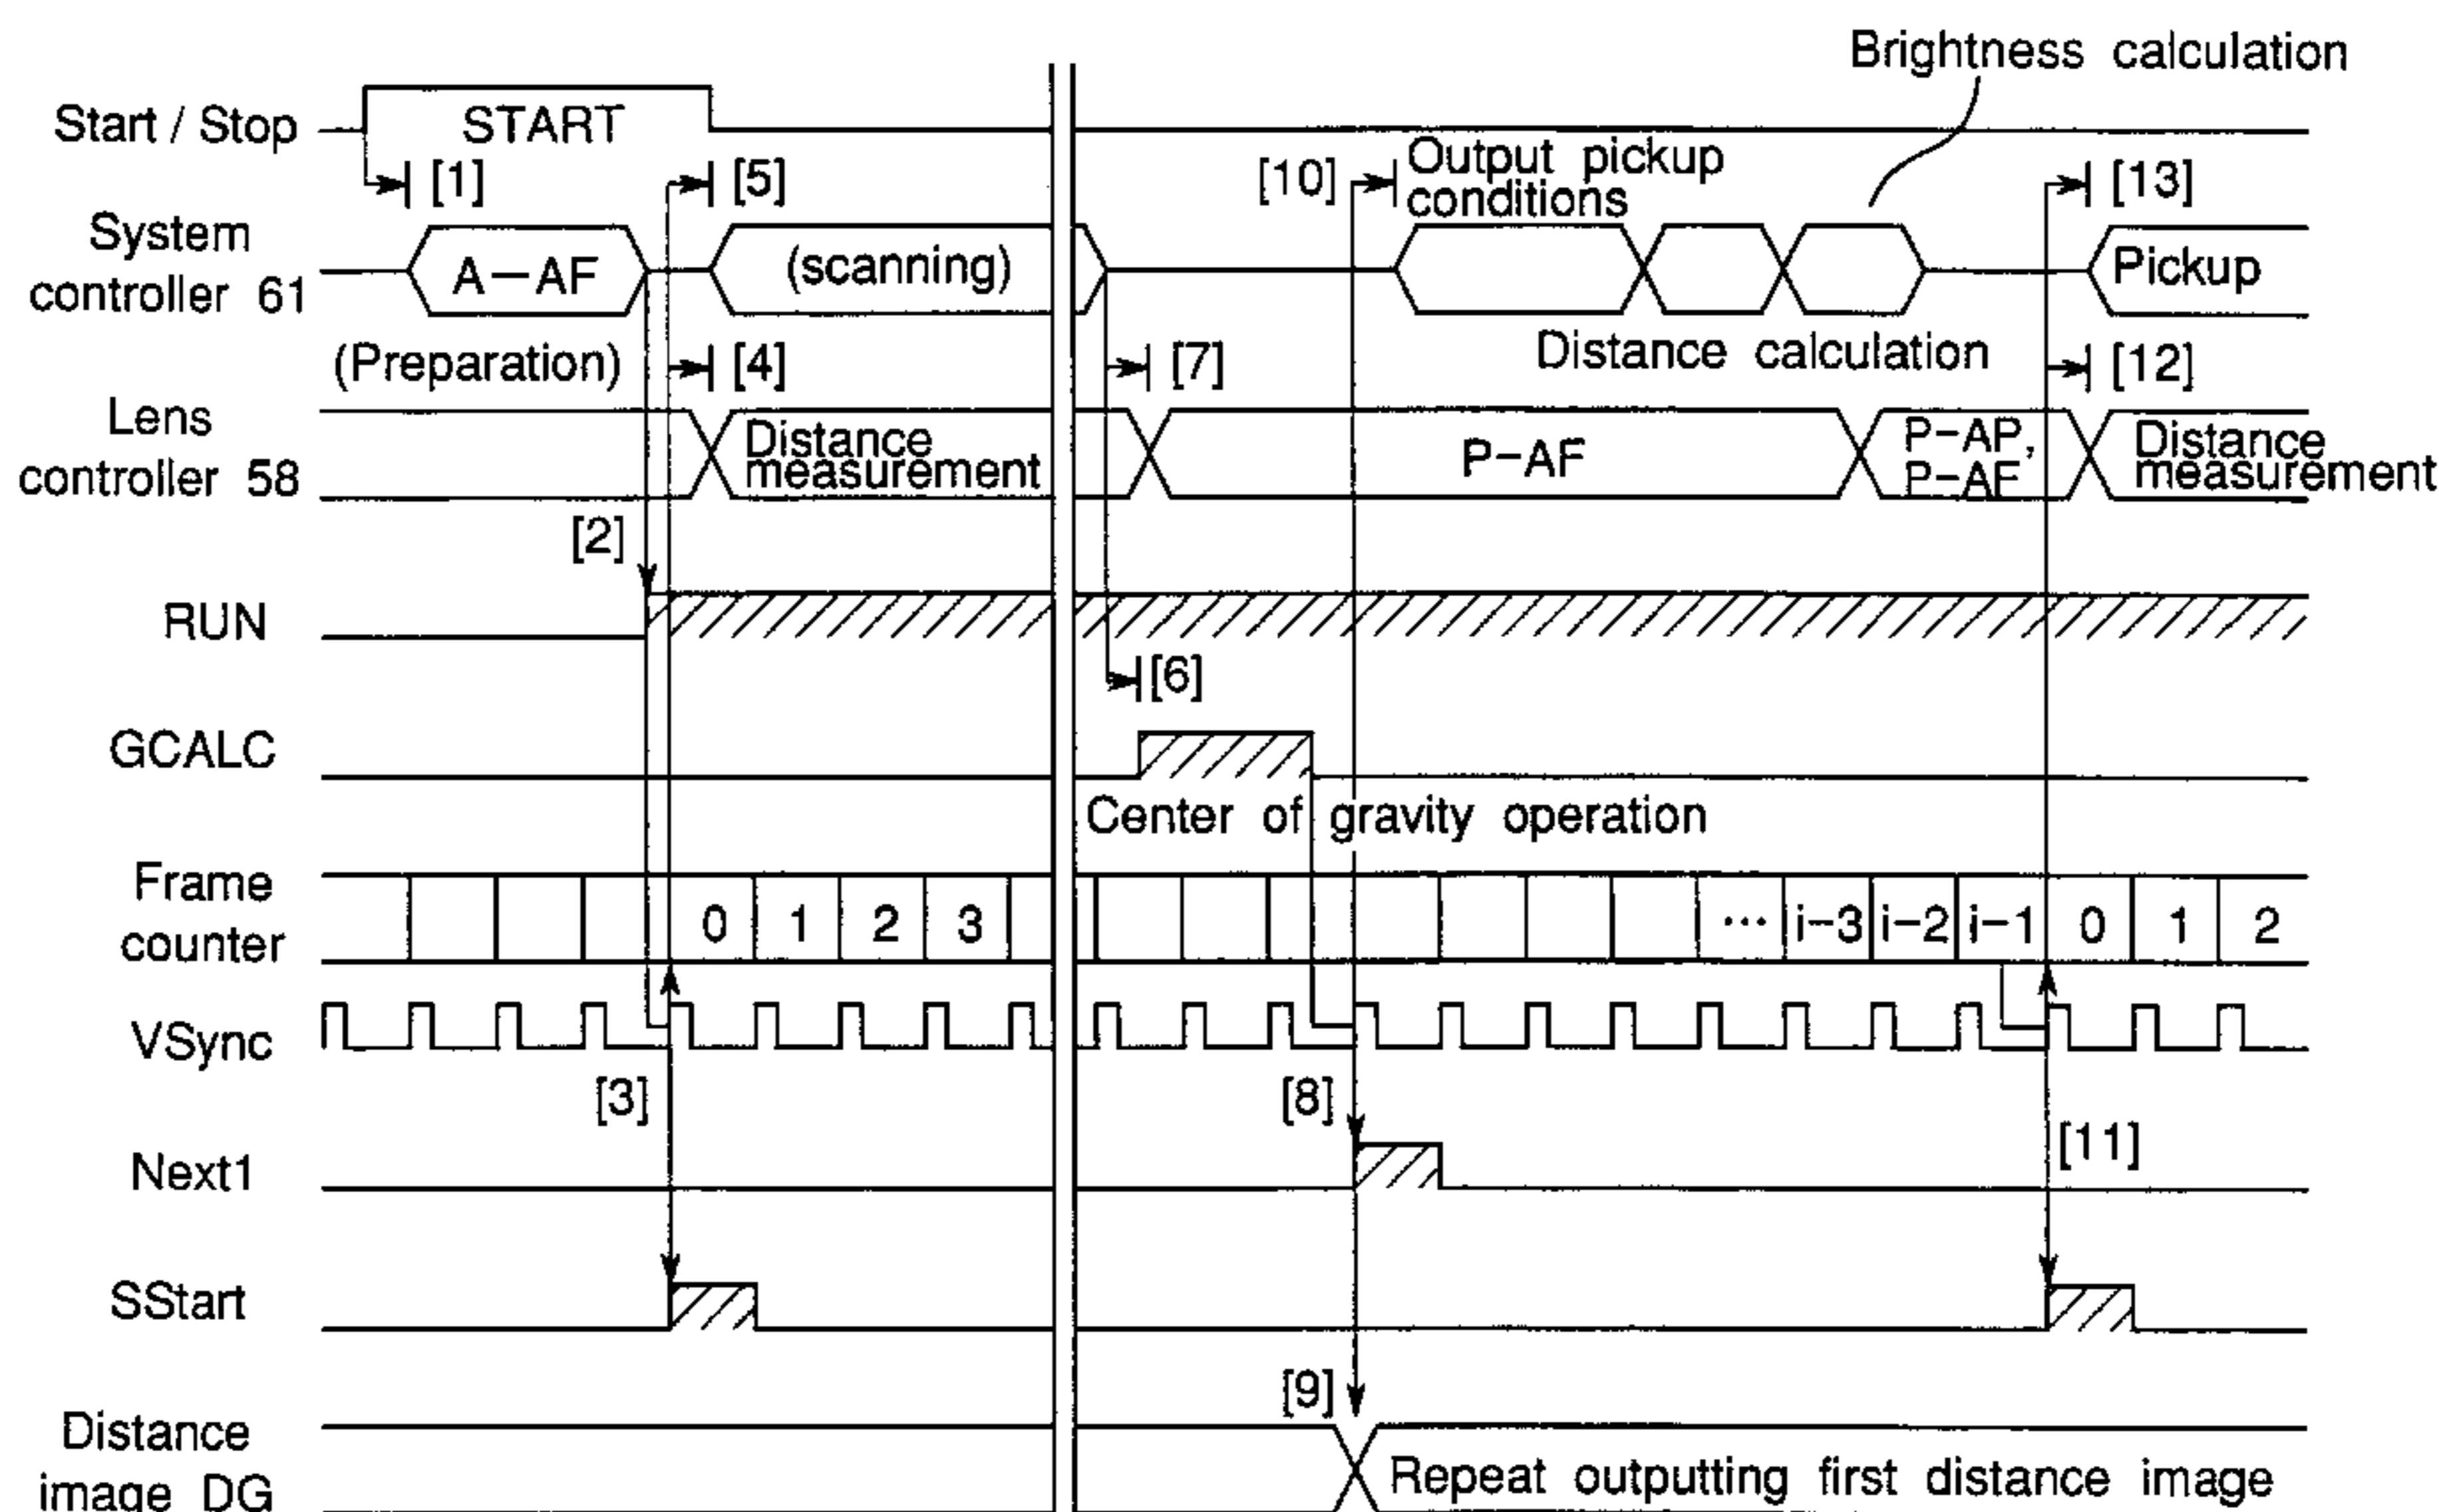 Brightness calculation
Start / Stop
START
[1]
[5]
[10]
Output pickup
conditions
[13]
System
controller 61
A-AF
(scanning)
Pickup
(Preparation)
[4]
[7]
Distance calculation
[12]
Lens
controller 58
Distance
measurement
P-AF
P-AP,
P-AF
Distance
measurement
[2]
RUN
[6]
GCALC
Center of gravity operation
Frame
counter
0 1 2 3 ... i-3 i-2 i-1 0 1 2
VSync
[3]
[8]
[11]
Next1
SStart
[9]
Distance
image DG
Repeat outputting first distance image